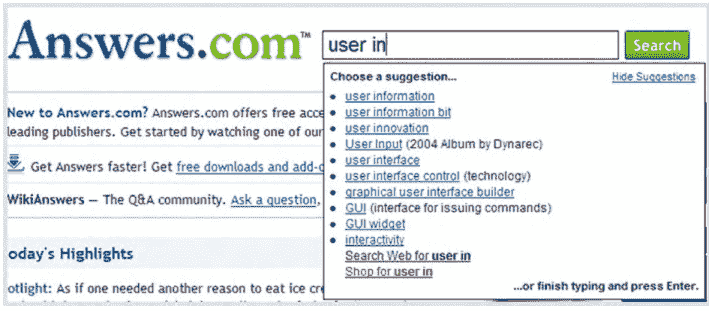 Answers.com™
user in
Search
Choose a suggestion... Hide Suggestions
user information
user information bit
user innovation
User Input (2004 Album by Dynarec)
user interface
user interface control (technology)
graphical user interface builder
GUI (interface for issuing commands)
GUI widget
interactivity
Search Web for user in
Shop for user in
...or finish typing and press Enter.
New to Answers.com? Answers.com offers free acce
leading publishers. Get started by watching one of our
Get Answers faster! Get free downloads and add-o
WikiAnswers — The Q&A community. Ask a question,
oday's Highlights
otlight: As if one needed another reason to eat ice cre